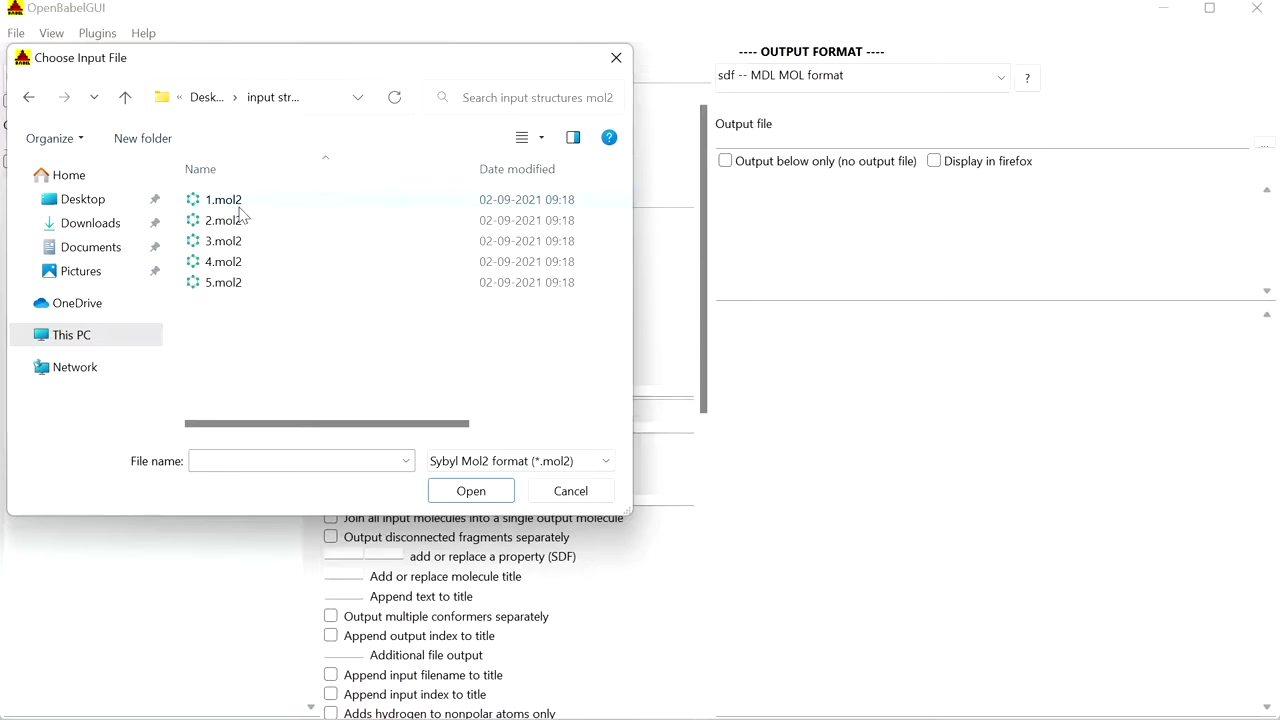 OpenBabelGUI
File View Plugins Help
Choose Input File
« Desk... › input str...
Search input structures mol2
Organize
New folder
Name
Date modified
Home
Desktop
Downloads
Documents
Pictures
OneDrive
This PC
Network
1.mol2 02-09-2021 09:18
2.mol2 02-09-2021 09:18
3.mol2 02-09-2021 09:18
4.mol2 02-09-2021 09:18
5.mol2 02-09-2021 09:18
File name:
Sybyl Mol2 format (*.mol2)
Open
Cancel
Join all input molecules into a single output molecule
Output disconnected fragments separately
add or replace a property (SDF)
Add or replace molecule title
Append text to title
Output multiple conformers separately
Append output index to title
Additional file output
Append input filename to title
Append input index to title
Adds hydrogen to nonpolar atoms only
---- OUTPUT FORMAT ----
sdf -- MDL MOL format
?
Output file
...
Output below only (no output file)
Display in firefox